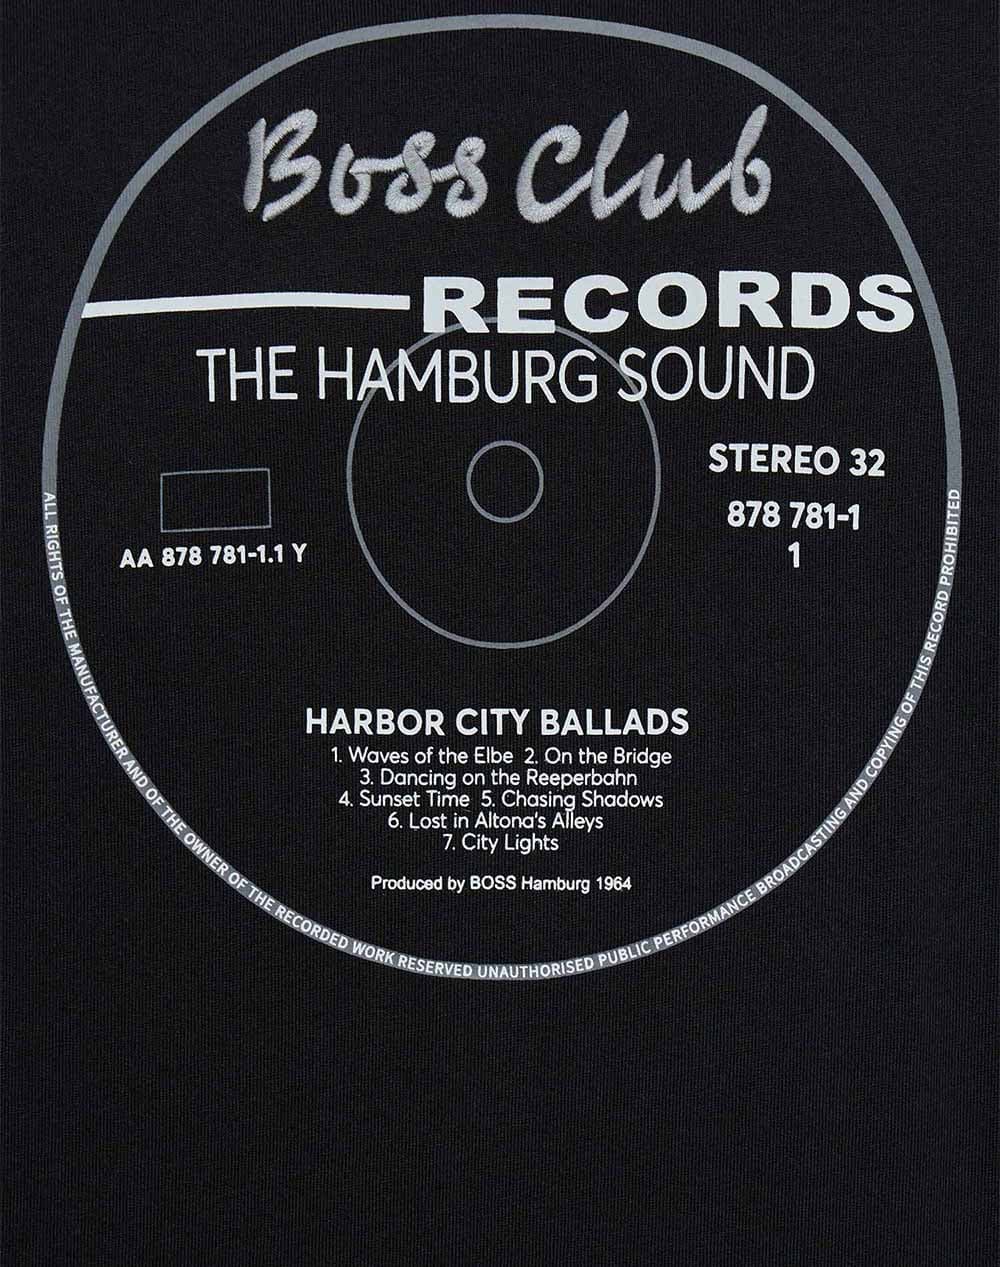 Boss Club
RECORDS
THE HAMBURG SOUND
STEREO 32
878 781-1
1
AA 878 781-1.1 Y
HARBOR CITY BALLADS
1. Waves of the Elbe 2. On the Bridge
3. Dancing on the Reeperbahn
4. Sunset Time 5. Chasing Shadows
6. Lost in Altona's Alleys
7. City Lights
Produced by BOSS Hamburg 1964
ALL RIGHTS OF THE MANUFACTURER AND OF THE OWNER OF THE RECORDED WORK RESERVED UNAUTHORISED PUBLIC PERFORMANCE BROADCASTING AND COPYING OF THIS RECORD PROHIBITED